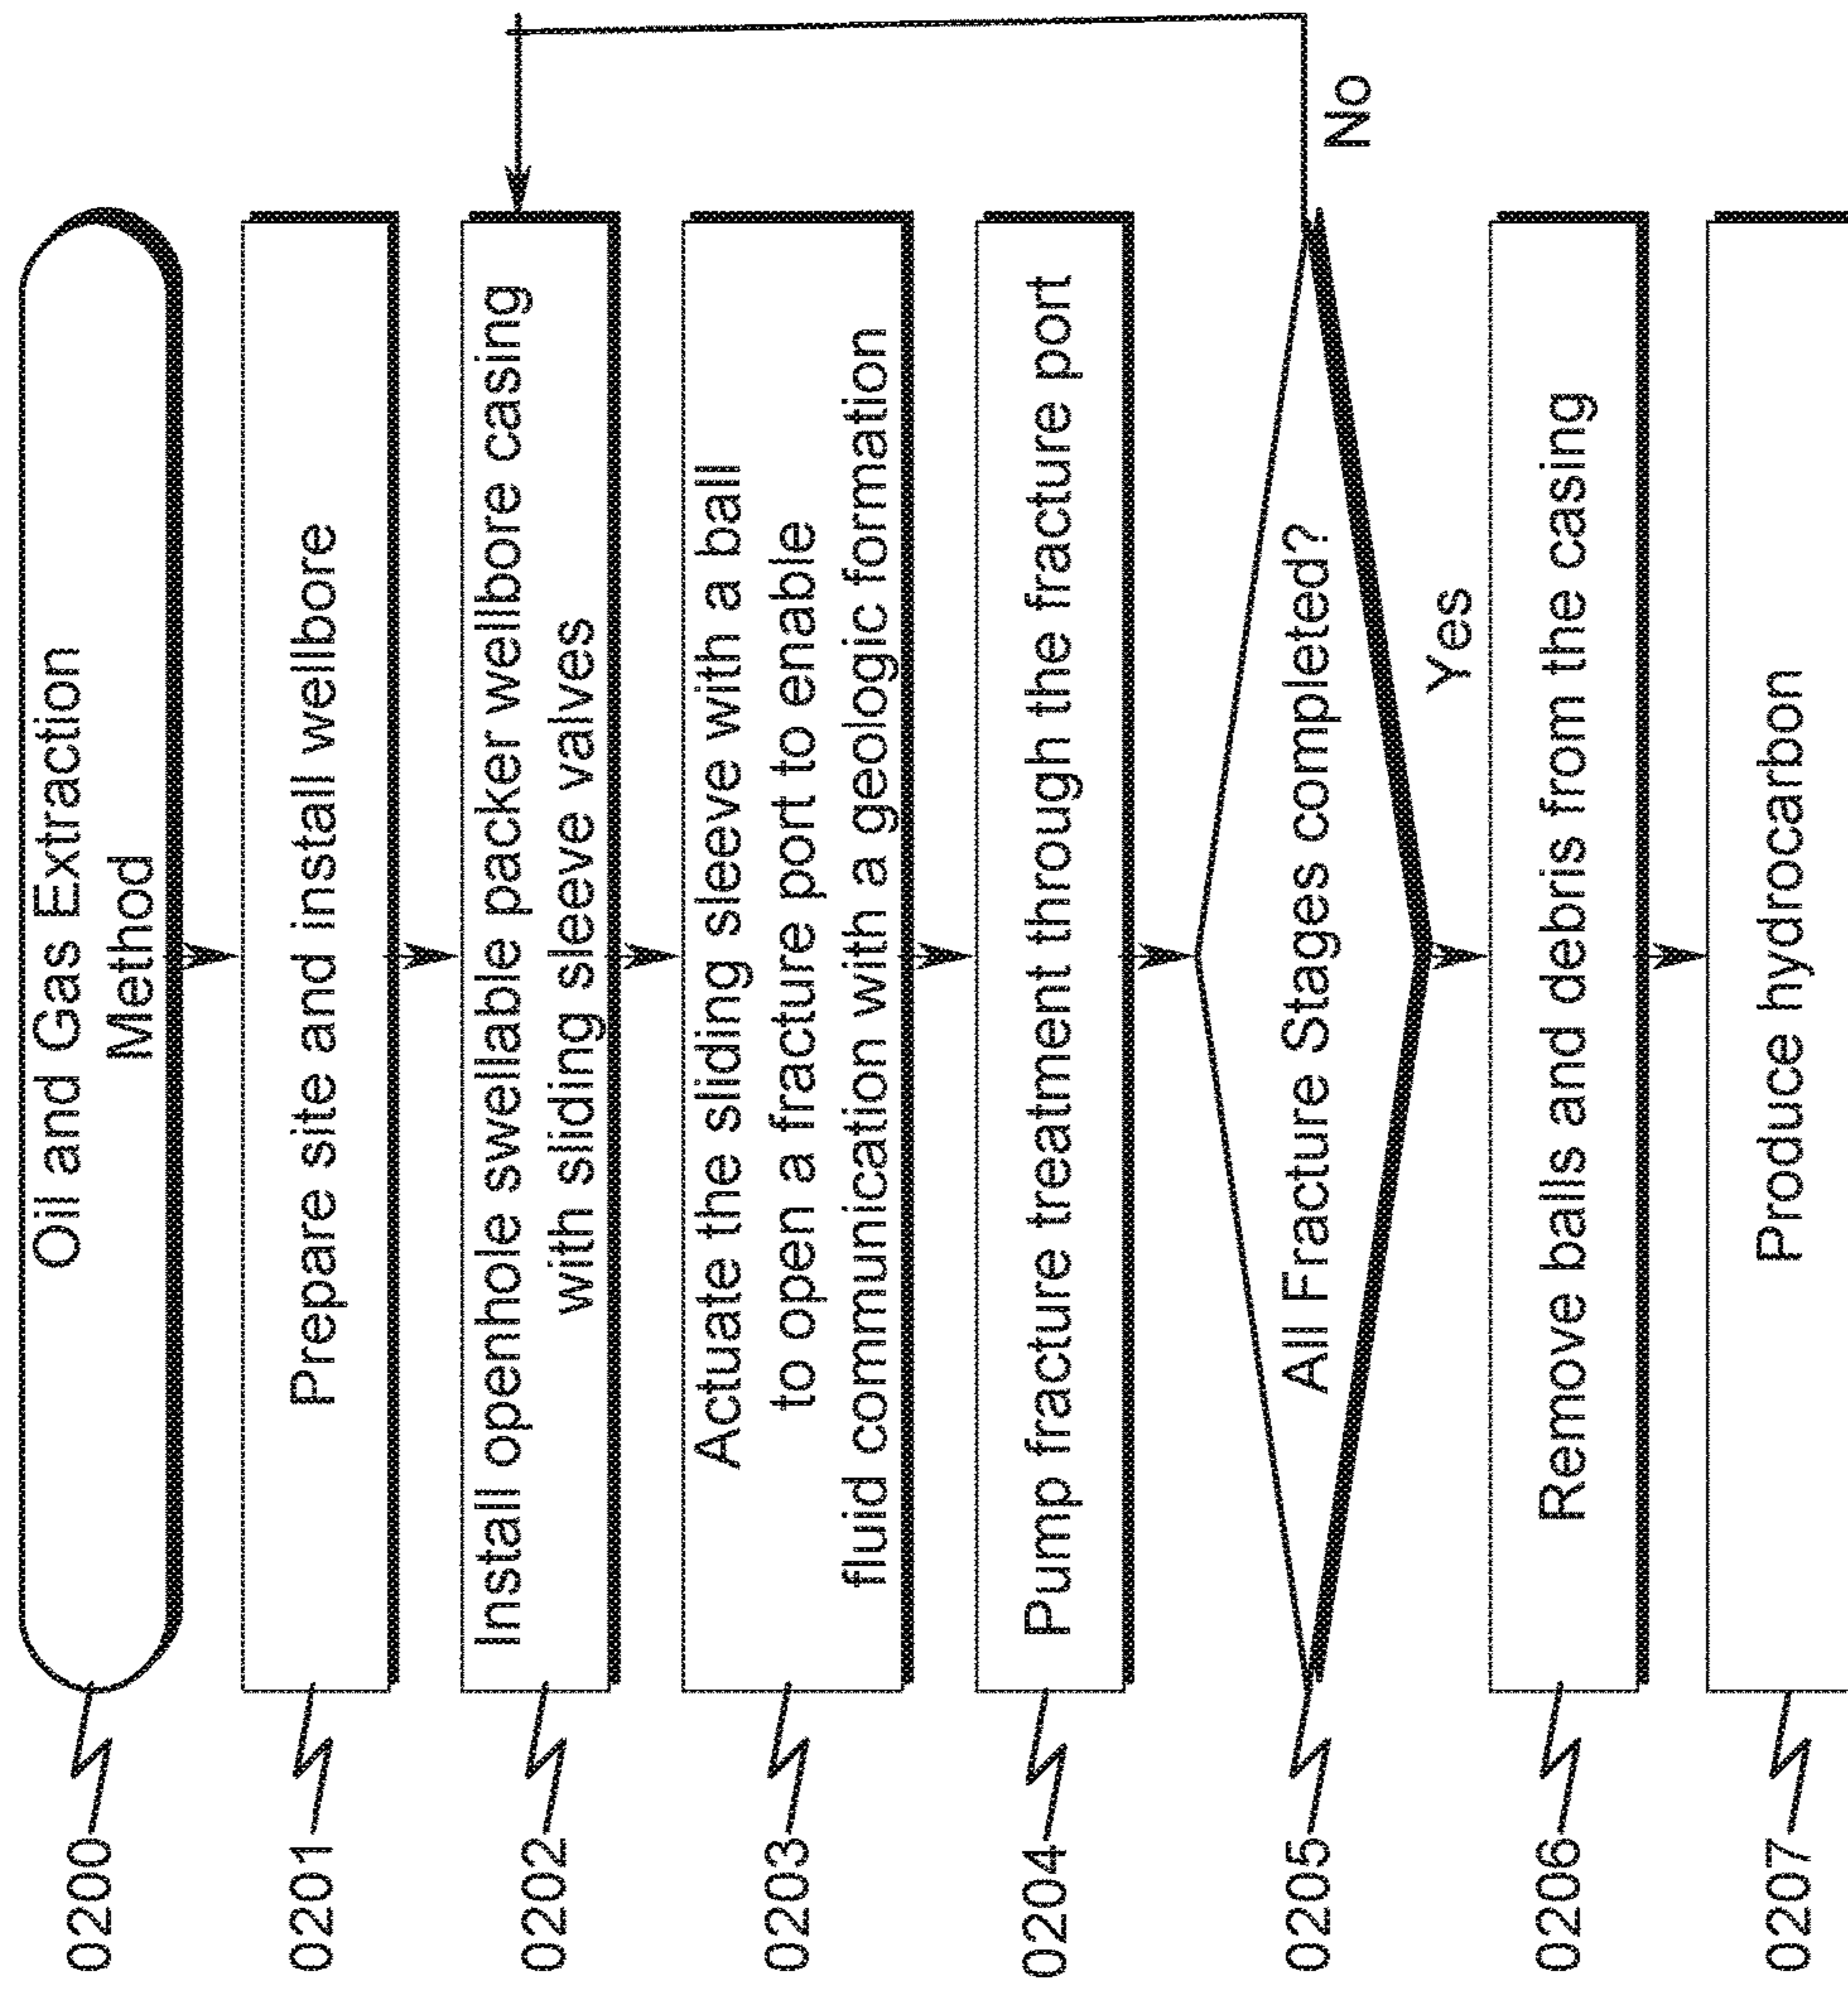 0200
Oil and Gas Extraction
Method
0201
Prepare site and install wellbore
0202
Install openhole swellable packer wellbore casing
with sliding sleeve valves
0203
Actuate the sliding sleeve with a ball
to open a fracture port to enable
fluid communication with a geologic formation
0204
Pump fracture treatment through the fracture port
0205
All Fracture Stages completed?
No
Yes
0206
Remove balls and debris from the casing
0207
Produce hydrocarbon